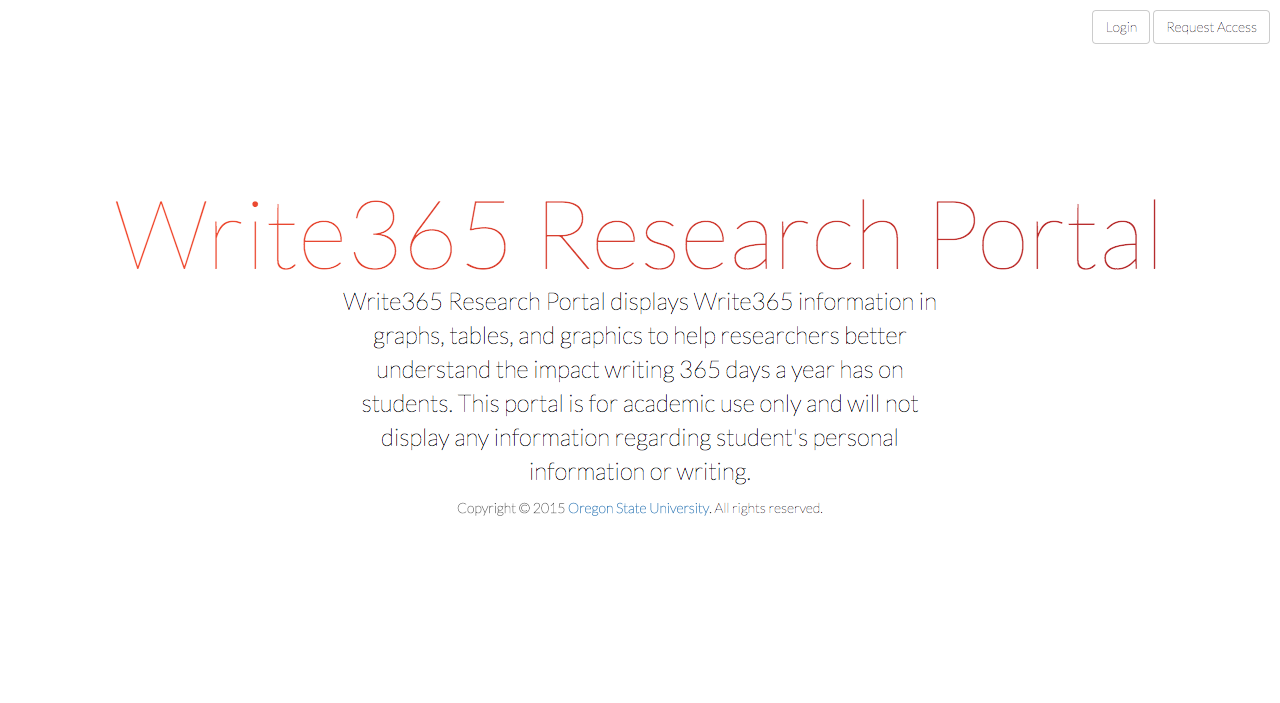 Login
Request Access
Write365 Research Portal
Write365 Research Portal displays Write365 information in
graphs, tables, and graphics to help researchers better
understand the impact writing 365 days a year has on
students. This portal is for academic use only and will not
display any information regarding student's personal
information or writing.
Copyright © 2015 Oregon State University. All rights reserved.